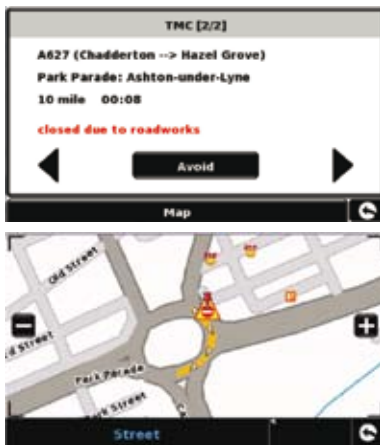 TMC [2/2]
A627 (Chadderton --> Hazel Grove)
Park Parade: Ashton-under-Lyne
10 mile 00:08
closed due to roadworks
Avoid
Map
Old Street
Street
Park Parade
Park Street
Street